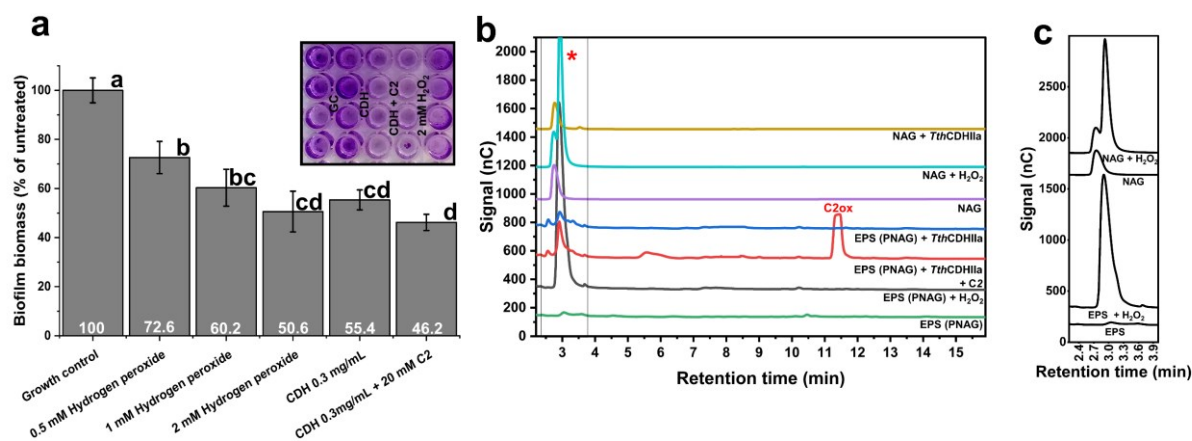 a
Biofilm biomass (% of untreated)
100
80
60
40
20
0
a
b
bc
cd
cd
d
100
72.6
60.2
50.6
55.4
46.2
Growth control
0.5 mM Hydrogen peroxide
1 mM Hydrogen peroxide
2 mM Hydrogen peroxide
CDH 0.3 mg/mL
CDH 0.3mg/mL + 20 mM C2
GC
CDH
CDH + C2
2 mM H₂O₂
b
Signal (nC)
2000
1800
1600
1400
1200
1000
800
600
400
200
0
*
NAG + TthCDHIIa
NAG + H₂O₂
NAG
EPS (PNAG) + TthCDHIIa
C2ox
EPS (PNAG) + TthCDHIIa
+ C2
EPS (PNAG) + H₂O₂
EPS (PNAG)
3 4 5 6 7 8 9 10 11 12 13 14 15
Retention time (min)
c
Signal (nC)
2500
2000
1500
1000
500
NAG + H₂O₂
NAG
EPS + H₂O₂
EPS
2.4 2.7 3.0 3.3 3.6 3.9
Retention time (min)